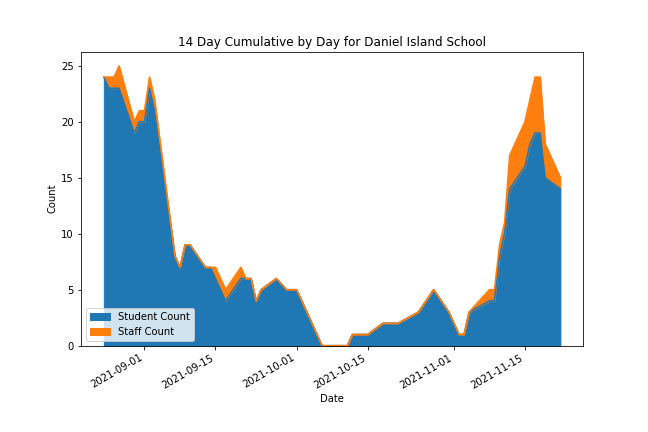 14 Day Cumulative by Day for Daniel Island School
25
20
15
10
5
0
Count
Student Count
Staff Count
2021-09-01
2021-09-15
2021-10-01
2021-10-15
2021-11-01
2021-11-15
Date